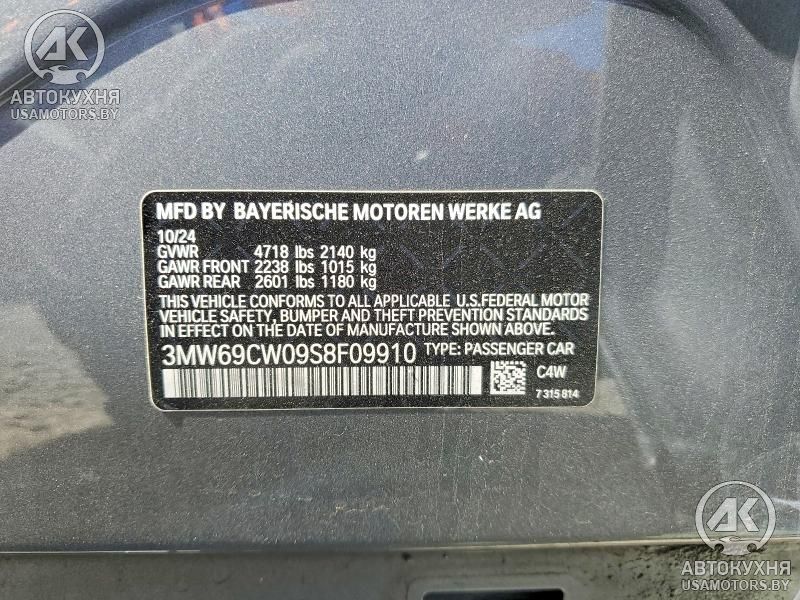 AK
АВТОКУХНЯ
USAMOTORS.BY
MFD BY BAYERISCHE MOTOREN WERKE AG
10/24
GVWR 4718 lbs 2140 kg
GAWR FRONT 2238 lbs 1015 kg
GAWR REAR 2601 lbs 1180 kg
THIS VEHICLE CONFORMS TO ALL APPLICABLE U.S.FEDERAL MOTOR
VEHICLE SAFETY, BUMPER AND THEFT PREVENTION STANDARDS
IN EFFECT ON THE DATE OF MANUFACTURE SHOWN ABOVE.
3MW69CW09S8F09910 TYPE: PASSENGER CAR
C4W
7 315 814
AK
АВТОКУХНЯ
USAMOTORS.BY